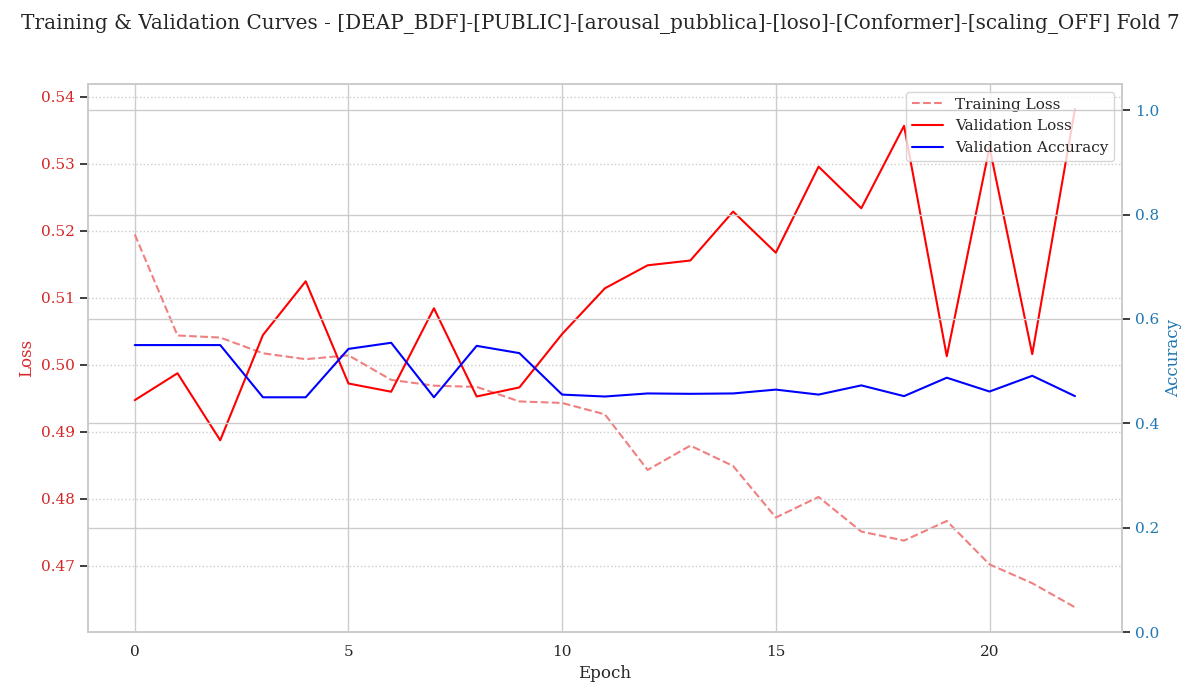 Training & Validation Curves - [DEAP_BDF]-[PUBLIC]-[arousal_pubblica]-[loso]-[Conformer]-[scaling_OFF] Fold 7
Training Loss
Validation Loss
Validation Accuracy
0.54
0.53
0.52
0.51
0.50
0.49
0.48
0.47
Loss
1.0
0.8
0.6
0.4
0.2
0.0
Accuracy
0 5 10 15 20
Epoch